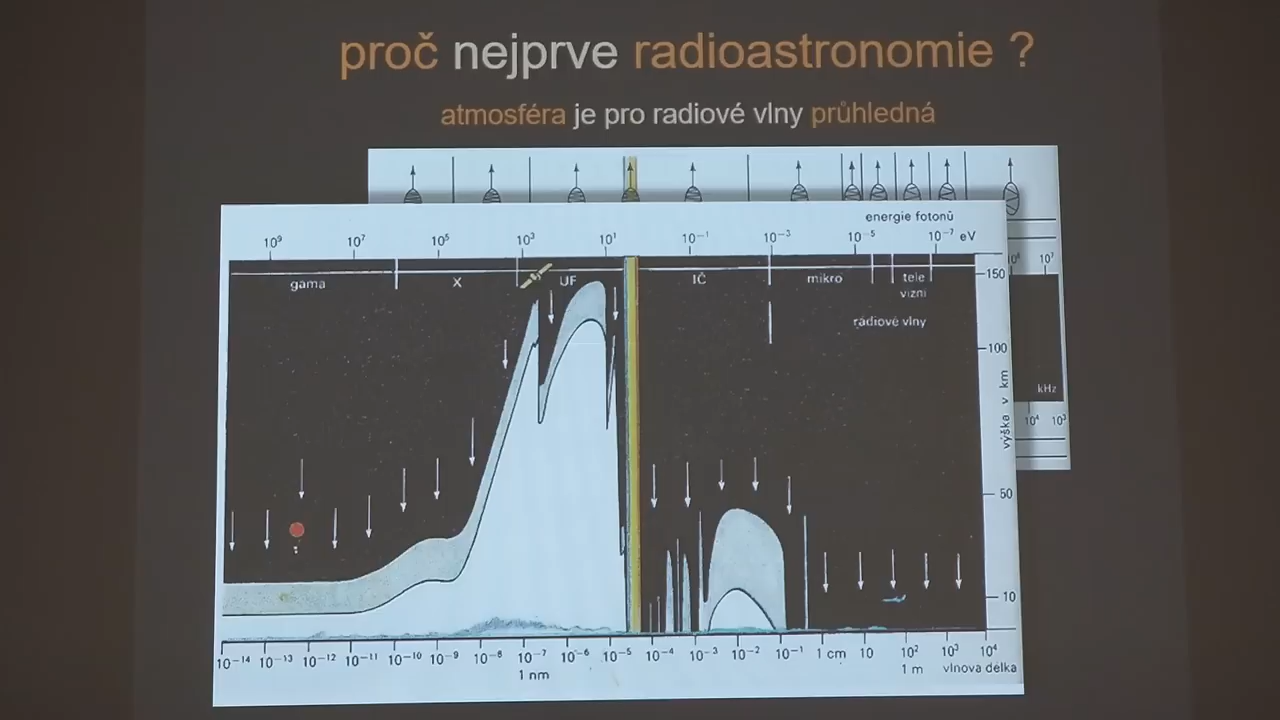 proč nejprve radioastronomie ?
atmosféra je pro radiové vlny průhledná
energie fotonů
10⁹ 10⁷ 10⁵ 10³ 10¹ 10⁻¹ 10⁻³ 10⁻⁵ 10⁻⁷ eV
10⁷
gama X UF IČ mikro tele
vizní
rádiové vlny
150
100
50
10
výška v km
kHz
10⁴ 10³
10⁻¹⁴ 10⁻¹³ 10⁻¹² 10⁻¹¹ 10⁻¹⁰ 10⁻⁹ 10⁻⁸ 10⁻⁷ 10⁻⁶ 10⁻⁵ 10⁻⁴ 10⁻³ 10⁻² 10⁻¹ 1 cm 10 10² 10³ 10⁴
1 nm 1 m vlnova délka